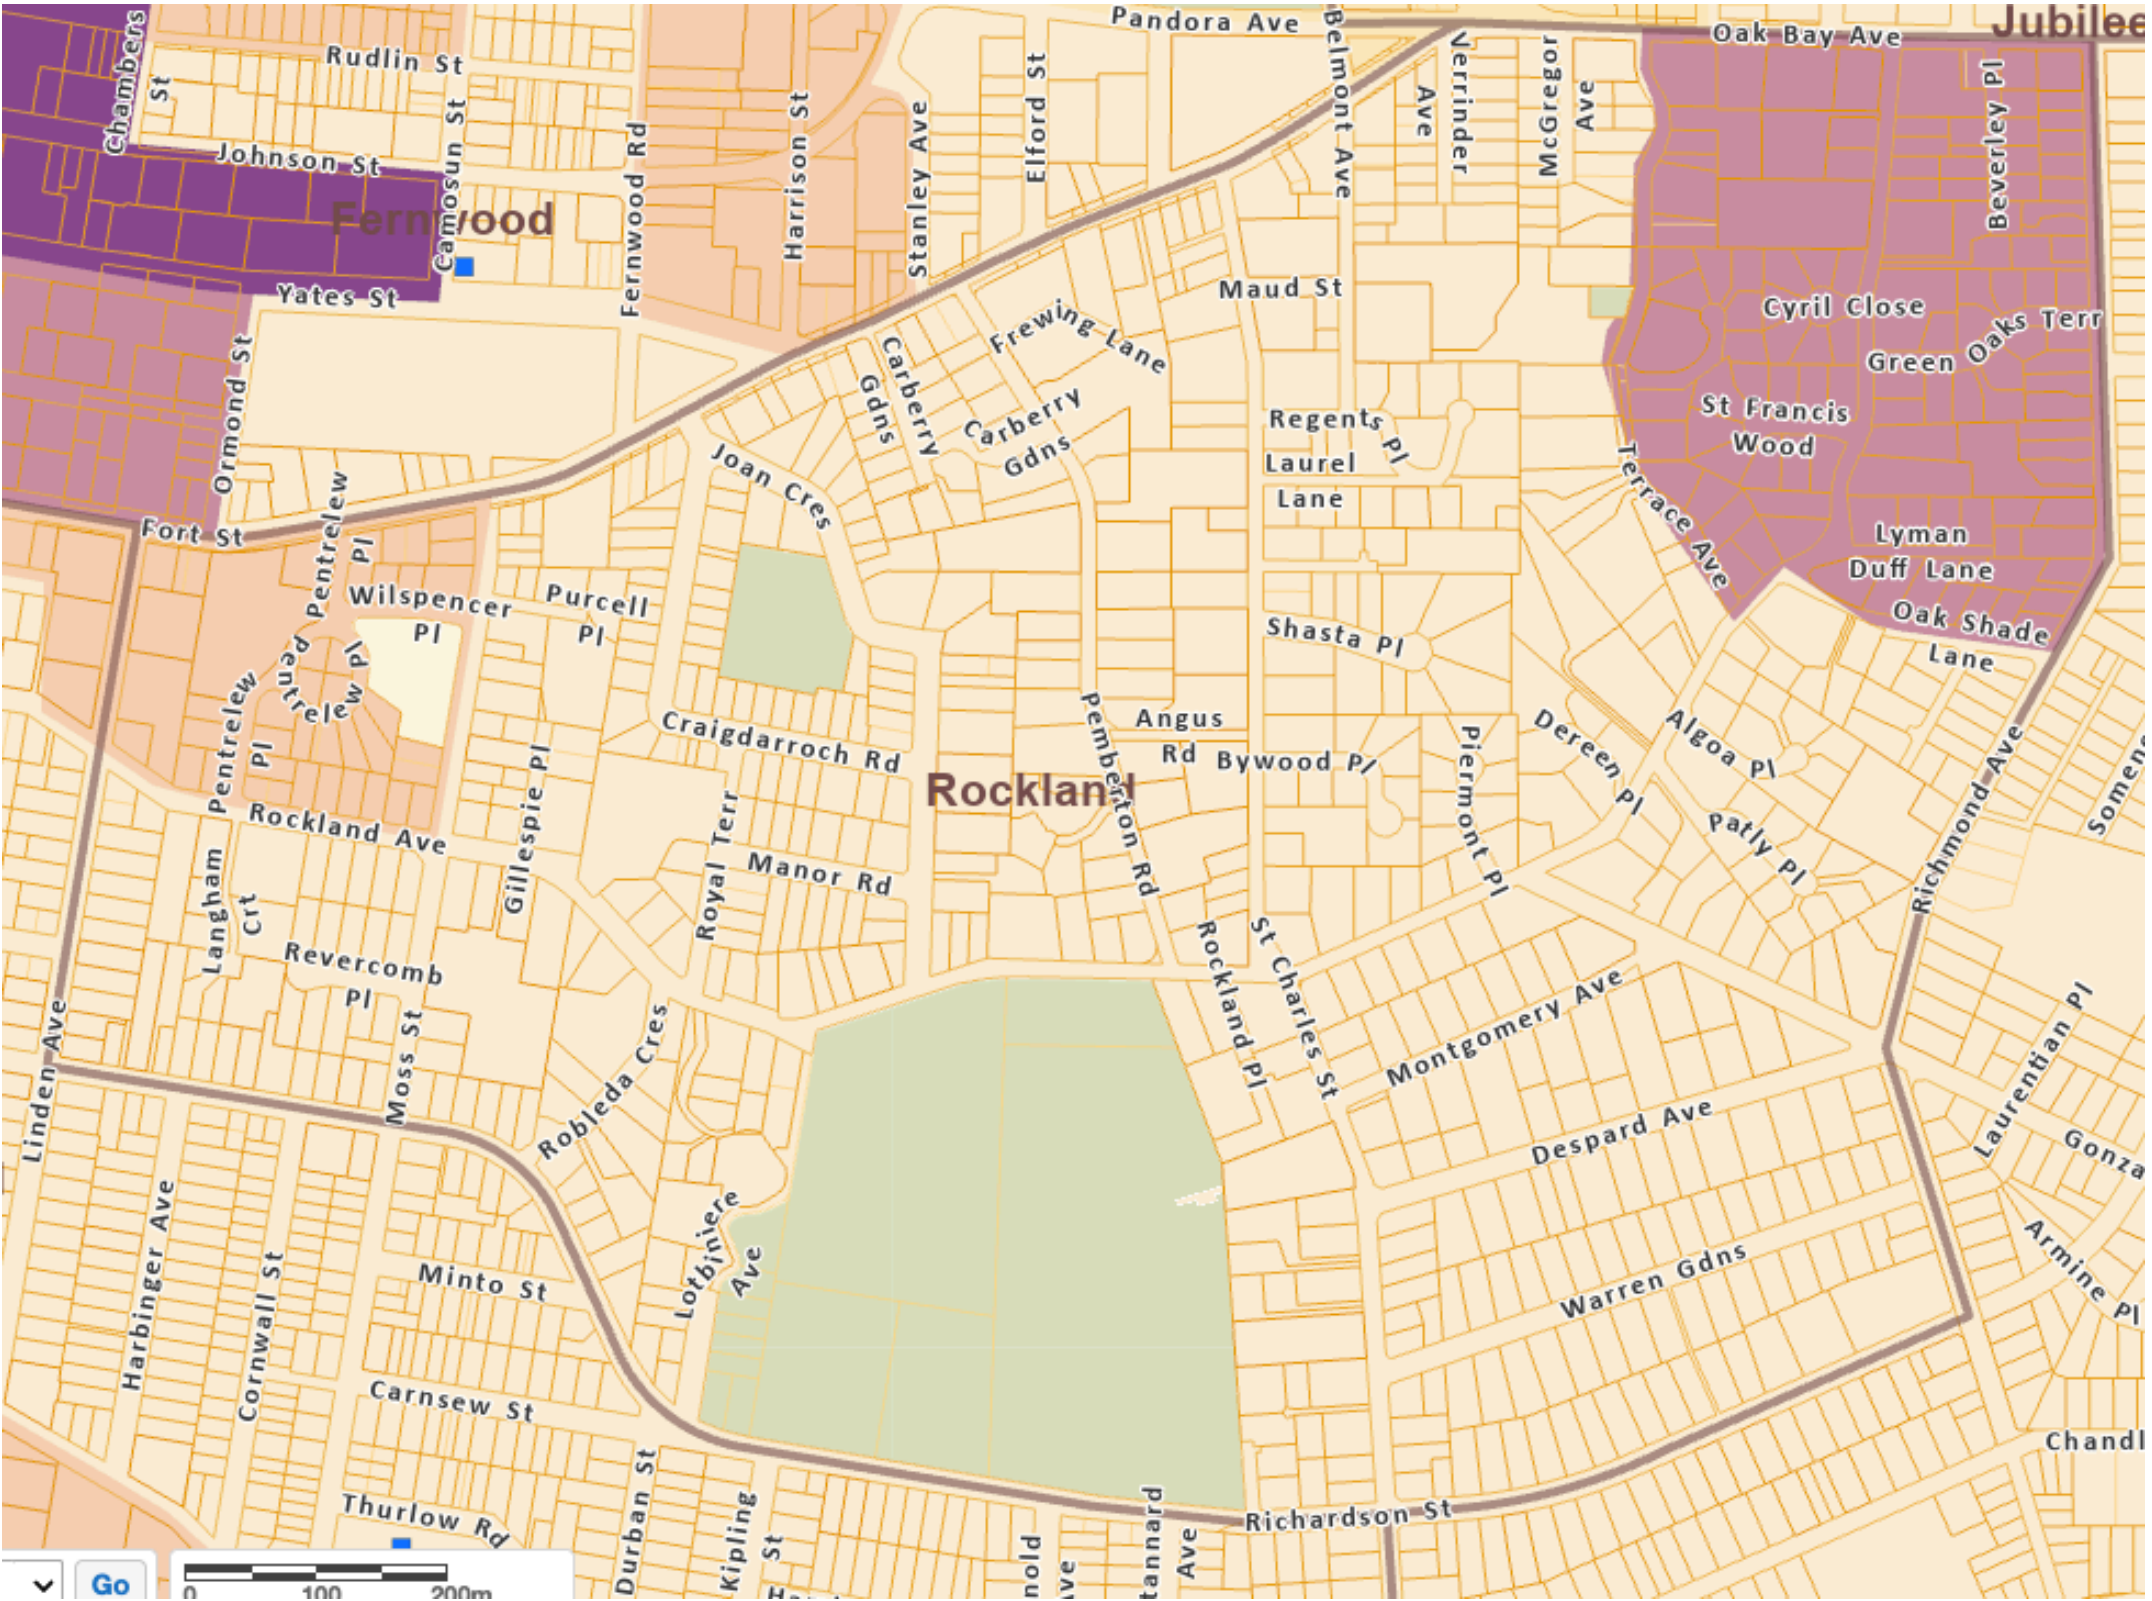 Pandora Ave
Jubilee
Oak Bay Ave
Chambers
St
Rudlin St
Camosun St
Johnson St
Fernwood
Fernwood Rd
Harrison St
Stanley Ave
Elford St
Belmont Ave
Verrinder
Ave
McGregor
Ave
Beverley Pl
Yates St
Ormond St
Maud St
Frewing Lane
Cyril Close
Green Oaks Terr
Carberry
Gdns
Carberry
Gdns
Regents Pl
St Francis
Wood
Laurel
Lane
Joan Cres
Terrace Ave
Fort St
Pentrelew
Pl
Lyman
Duff Lane
Oak Shade
Lane
Wilspencer
Pl
Purcell
Pl
Shasta Pl
Pentrelew Pl
Pentrelew
Pl
Craigdarroch Rd
Pemberton Rd
Angus
Rd
Bywood Pl
Piermont Pl
Dereen Pl
Algoa Pl
Richmond Ave
Rockland
Rockland Ave
Gillespie Pl
Royal Terr
Manor Rd
Patly Pl
Langham
Crt
Revercomb
Pl
Moss St
Linden Ave
Robleda Cres
Rockland Pl
St Charles St
Montgomery Ave
Despard Ave
Laurentian Pl
Armine Pl
Harbinger Ave
Cornwall St
Minto St
Lotbiniere
Ave
Warren Gdns
Carnsew St
Thurlow Rd
Durban St
Kipling
St
Ave
Richardson St
Go
0 100 200m